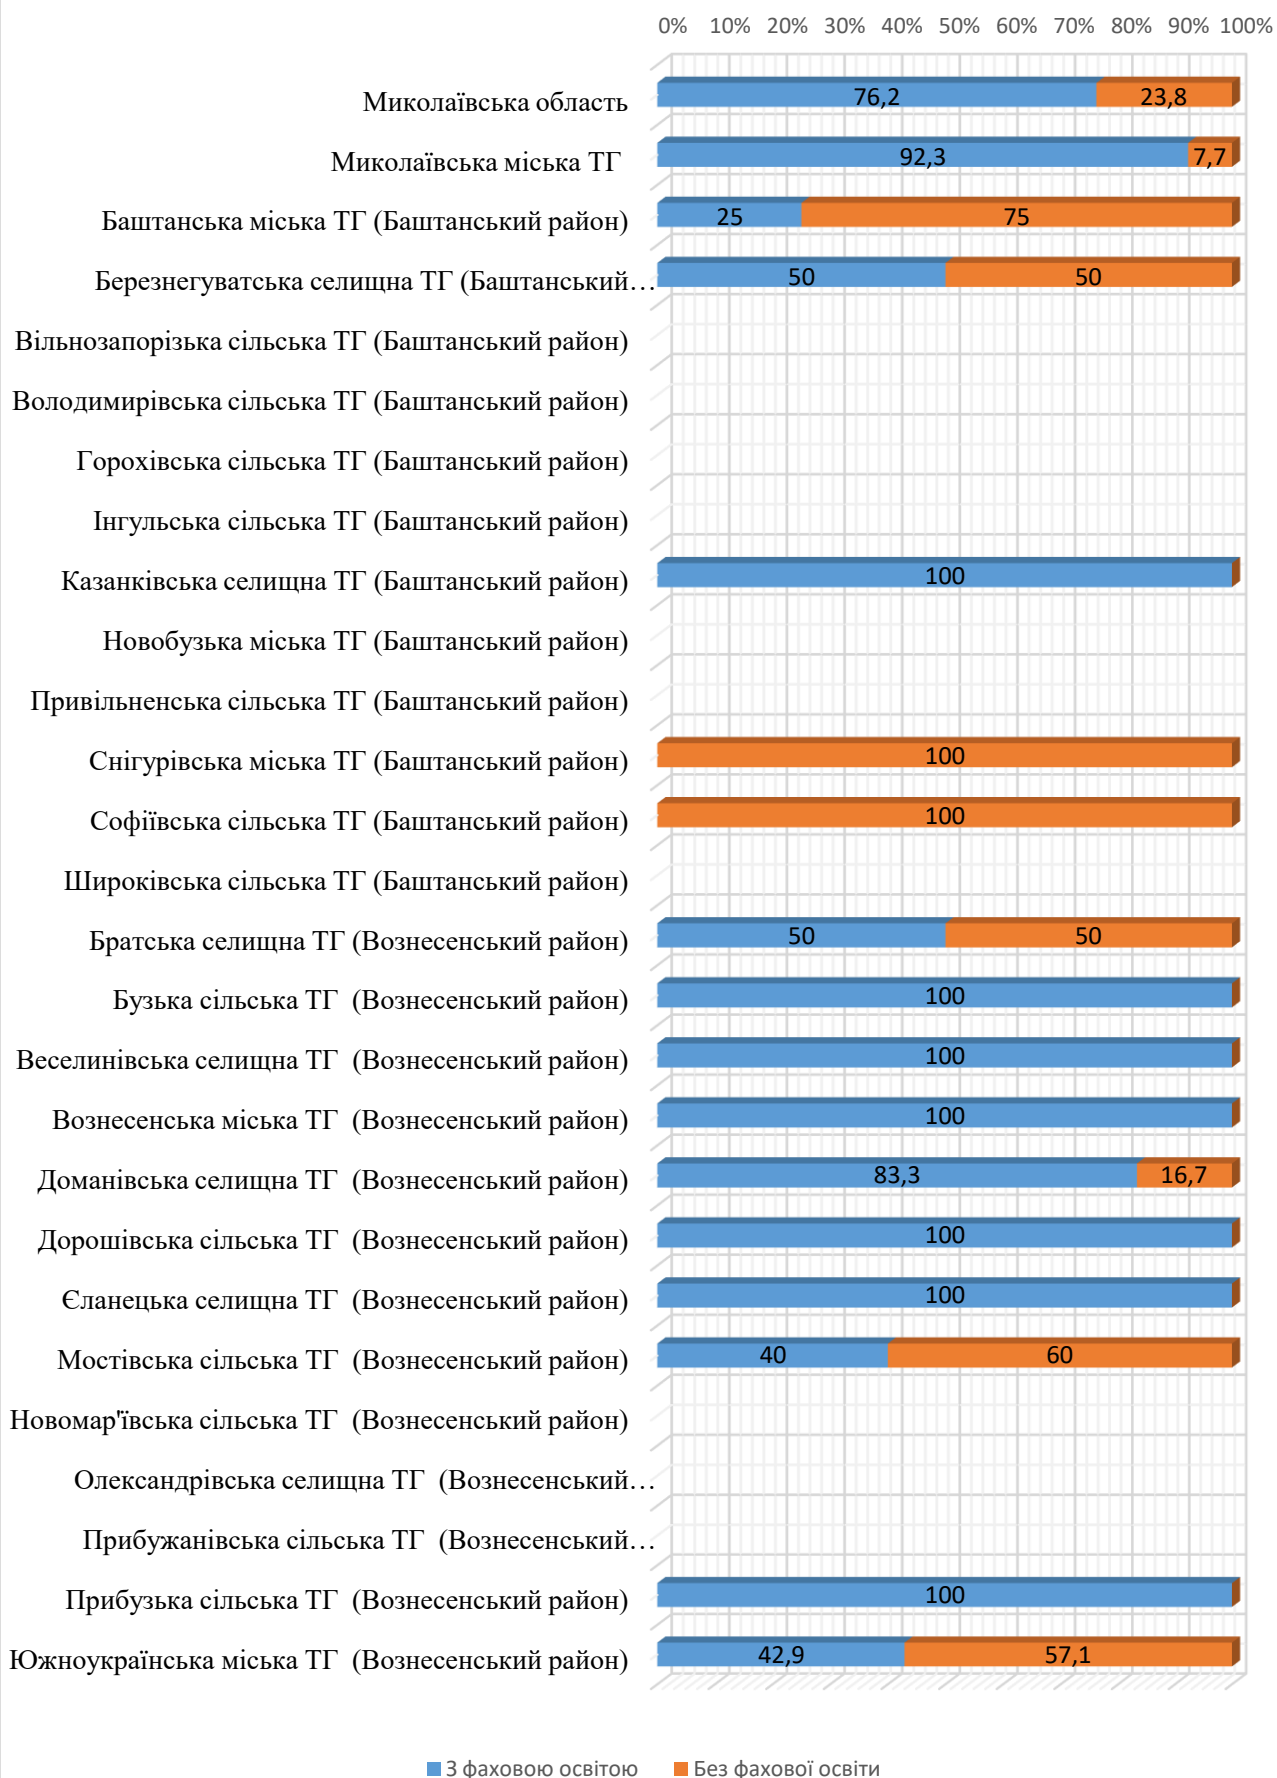 0% 10% 20% 30% 40% 50% 60% 70% 80% 90% 100%
Миколаївська область 76,2 23,8
Миколаївська міська ТГ 92,3 7,7
Баштанська міська ТГ (Баштанський район) 25 75
Березнегуватська селищна ТГ (Баштанський… 50 50
Вільнозапорізька сільська ТГ (Баштанський район)
Володимирівська сільська ТГ (Баштанський район)
Горохівська сільська ТГ (Баштанський район)
Інгульська сільська ТГ (Баштанський район)
Казанківська селищна ТГ (Баштанський район) 100
Новобузька міська ТГ (Баштанський район)
Привільненська сільська ТГ (Баштанський район)
Снігурівська міська ТГ (Баштанський район) 100
Софіївська сільська ТГ (Баштанський район) 100
Широківська сільська ТГ (Баштанський район)
Братська селищна ТГ (Вознесенський район) 50 50
Бузька сільська ТГ (Вознесенський район) 100
Веселинівська селищна ТГ (Вознесенський район) 100
Вознесенська міська ТГ (Вознесенський район) 100
Доманівська селищна ТГ (Вознесенський район) 83,3 16,7
Дорошівська сільська ТГ (Вознесенський район) 100
Єланецька селищна ТГ (Вознесенський район) 100
Мостівська сільська ТГ (Вознесенський район) 40 60
Новомар'ївська сільська ТГ (Вознесенський район)
Олександрівська селищна ТГ (Вознесенський…
Прибужанівська сільська ТГ (Вознесенський…
Прибузька сільська ТГ (Вознесенський район) 100
Южноукраїнська міська ТГ (Вознесенський район) 42,9 57,1
З фаховою освітою Без фахової освіти